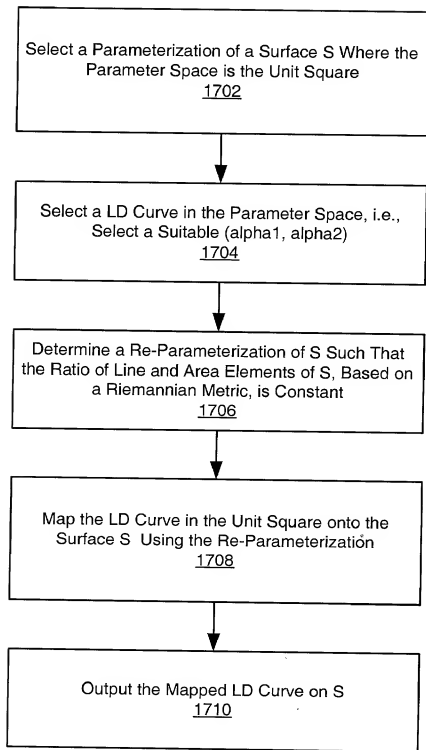 Select a Parameterization of a Surface S Where the
Parameter Space is the Unit Square
1702
Select a LD Curve in the Parameter Space, i.e.,
Select a Suitable (alpha1, alpha2)
1704
Determine a Re-Parameterization of S Such That
the Ratio of Line and Area Elements of S, Based on
a Riemannian Metric, is Constant
1706
Map the LD Curve in the Unit Square onto the
Surface S Using the Re-Parameterization
1708
Output the Mapped LD Curve on S
1710